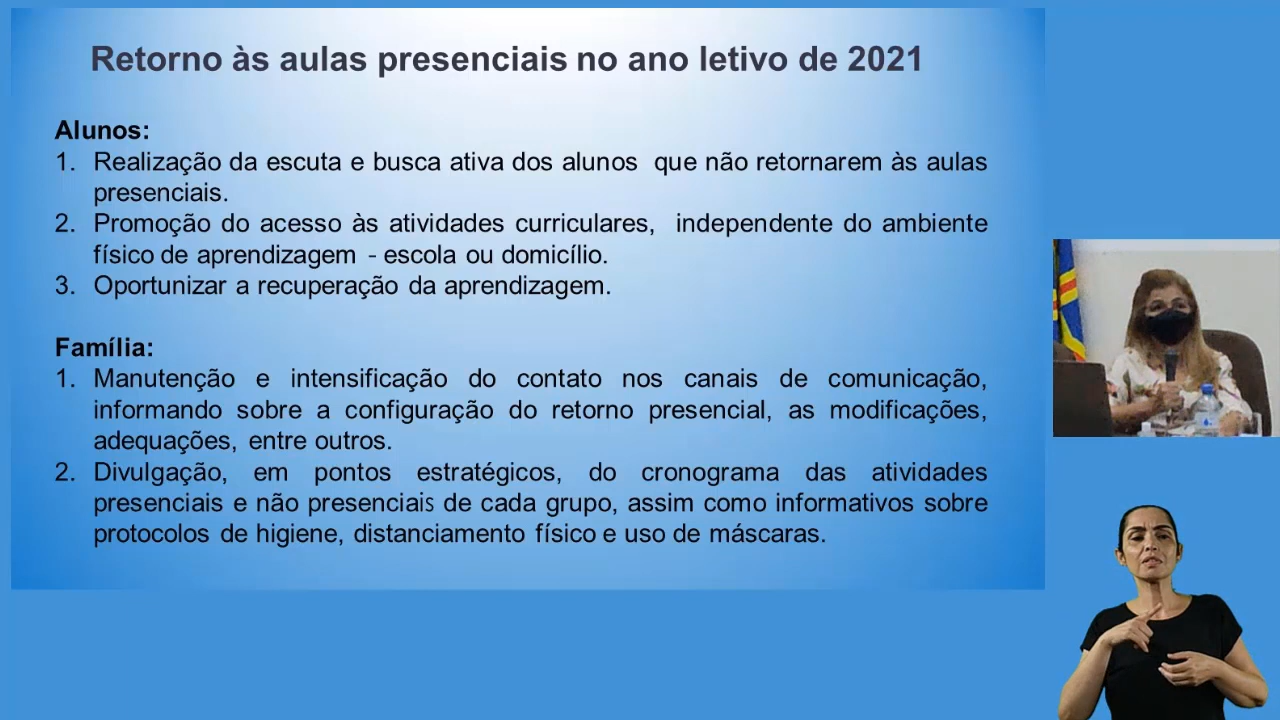 Retorno às aulas presenciais no ano letivo de 2021
Alunos:
1. Realização da escuta e busca ativa dos alunos que não retornarem às aulas
presenciais.
2. Promoção do acesso às atividades curriculares, independente do ambiente
físico de aprendizagem - escola ou domicílio.
3. Oportunizar a recuperação da aprendizagem.
Família:
1. Manutenção e intensificação do contato nos canais de comunicação,
informando sobre a configuração do retorno presencial, as modificações,
adequações, entre outros.
2. Divulgação, em pontos estratégicos, do cronograma das atividades
presenciais e não presenciais de cada grupo, assim como informativos sobre
protocolos de higiene, distanciamento físico e uso de máscaras.